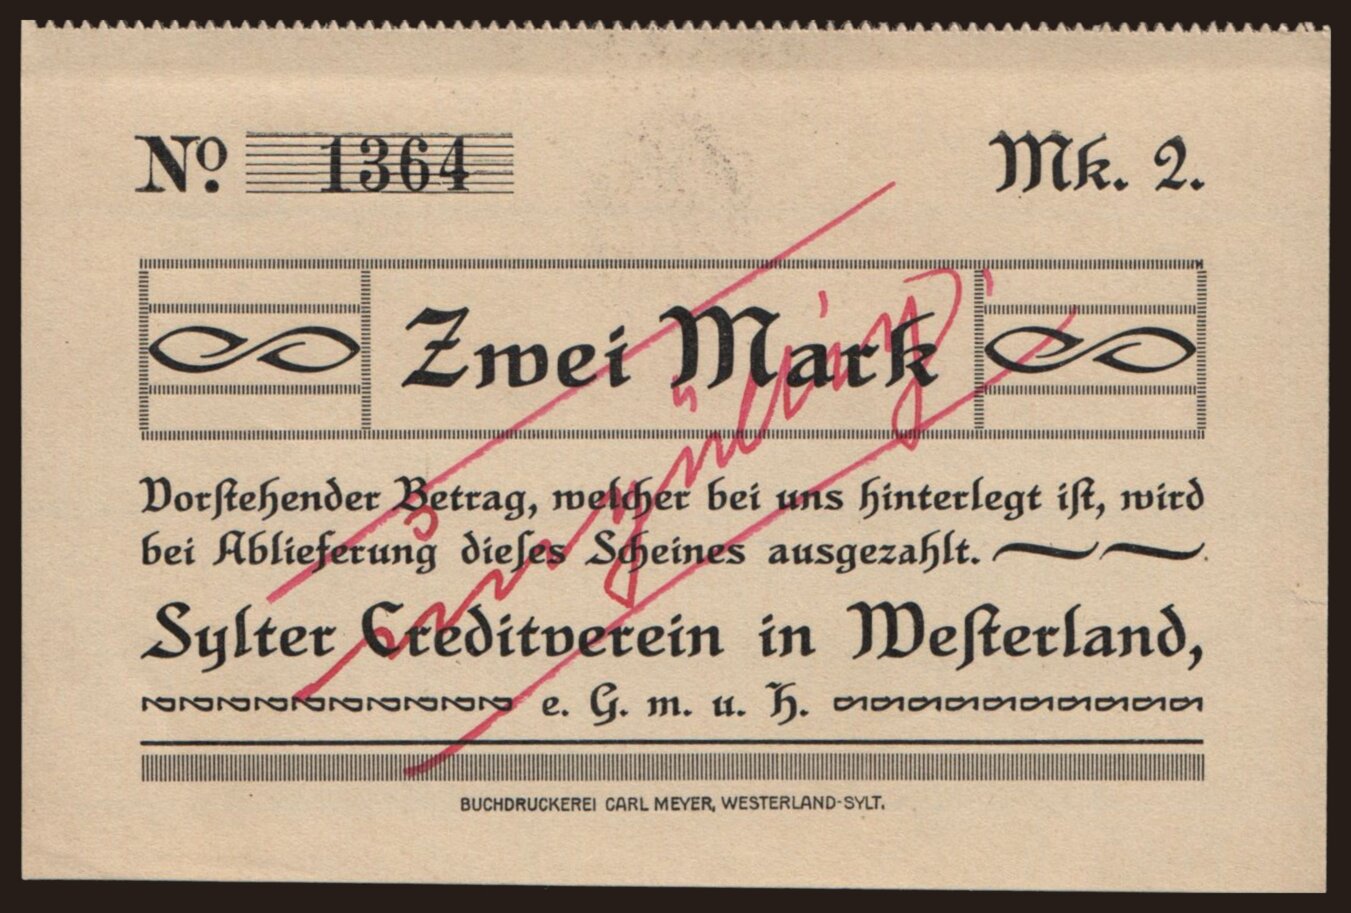 No. 1364
Mk. 2.
Zwei Mark
ungültig
Vorstehender Betrag, welcher bei uns hinterlegt ist, wird
bei Ablieferung dieses Scheines ausgezahlt.
Sylter Creditverein in Westerland,
e. G. m. u. H.
BUCHDRUCKEREI CARL MEYER, WESTERLAND-SYLT.